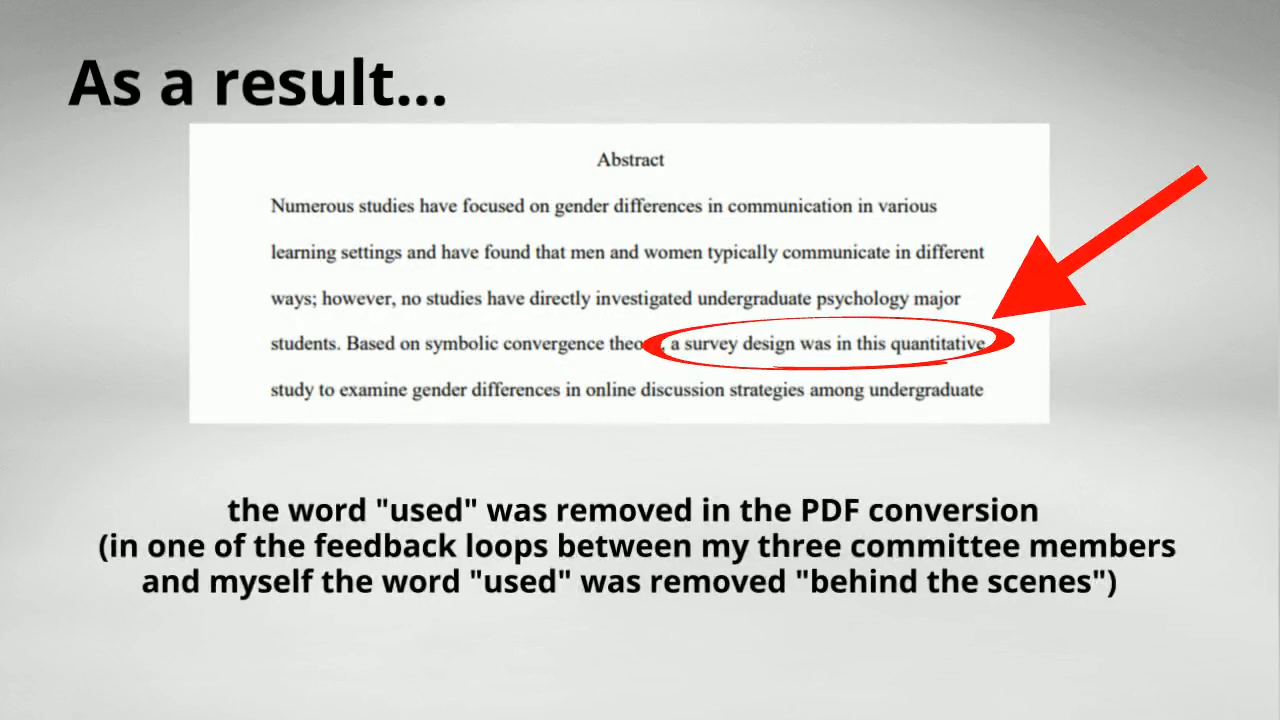 As a result...
Abstract
Numerous studies have focused on gender differences in communication in various
learning settings and have found that men and women typically communicate in different
ways; however, no studies have directly investigated undergraduate psychology major
students. Based on symbolic convergence theo, a survey design was in this quantitative
study to examine gender differences in online discussion strategies among undergraduate
the word "used" was removed in the PDF conversion
(in one of the feedback loops between my three committee members
and myself the word "used" was removed "behind the scenes")